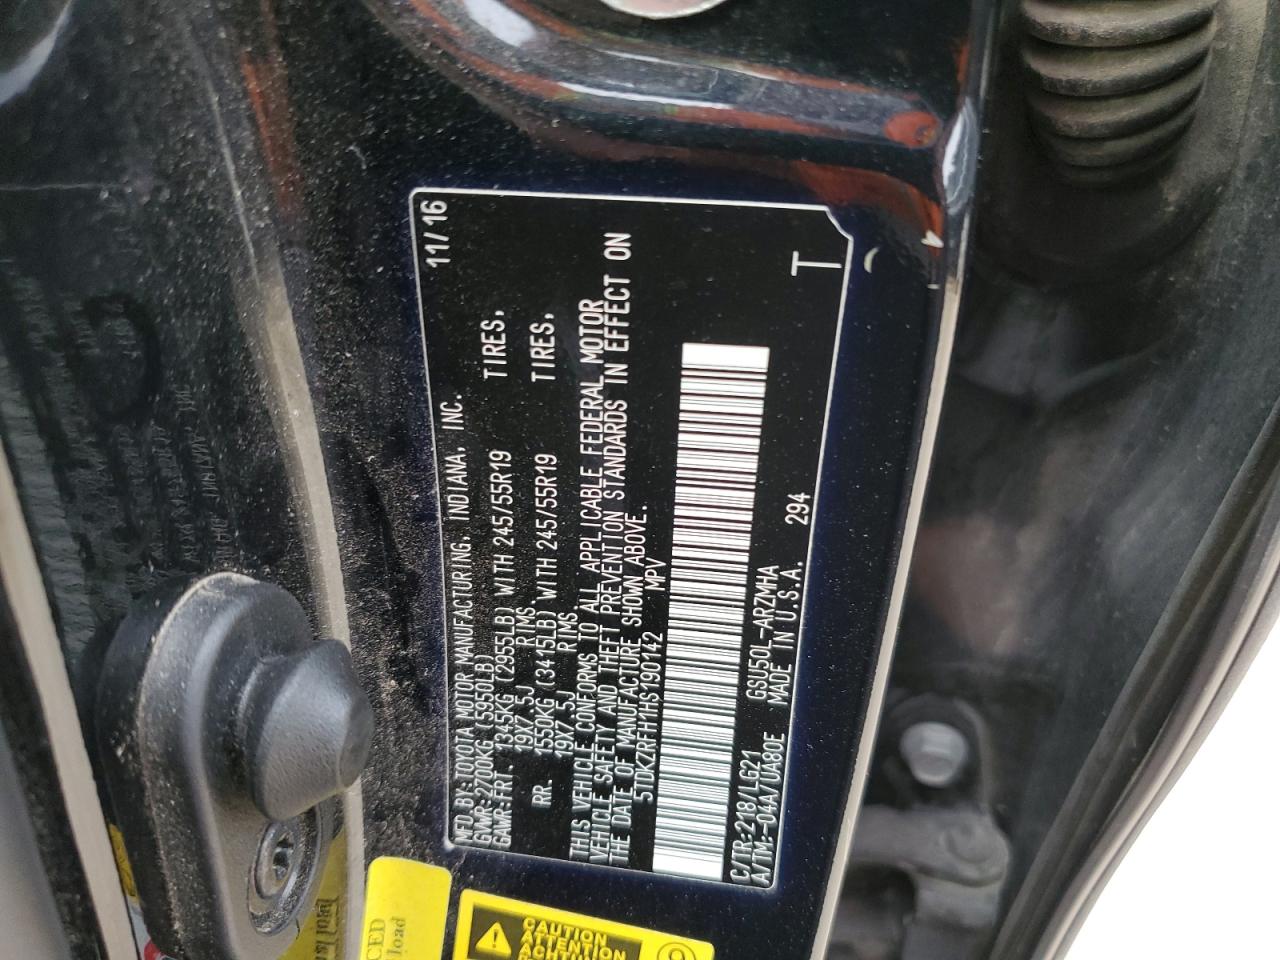 MFD.BY:TOYOTA MOTOR MANUFACTURING, INDIANA, INC. 11/16
GVWR:2700KG (5950LB)
GAWR:FRT. 1345KG (2955LB) WITH 245/55R19 TIRES,
19X7.5J RIMS
RR. 1550KG (3415LB) WITH 245/55R19 TIRES,
19X7.5J RIMS.
THIS VEHICLE CONFORMS TO ALL APPLICABLE FEDERAL MOTOR
VEHICLE SAFETY AND THEFT PREVENTION STANDARDS IN EFFECT ON
THE DATE OF MANUFACTURE SHOWN ABOVE.
5TDKZRFH1HS190142 MPV
C/TR:218/LG21 GSU50L-ARZMHA
A/TM:-04A/UA80E MADE IN U.S.A. 294
T
CED
load
CAUTION
ATTENTION